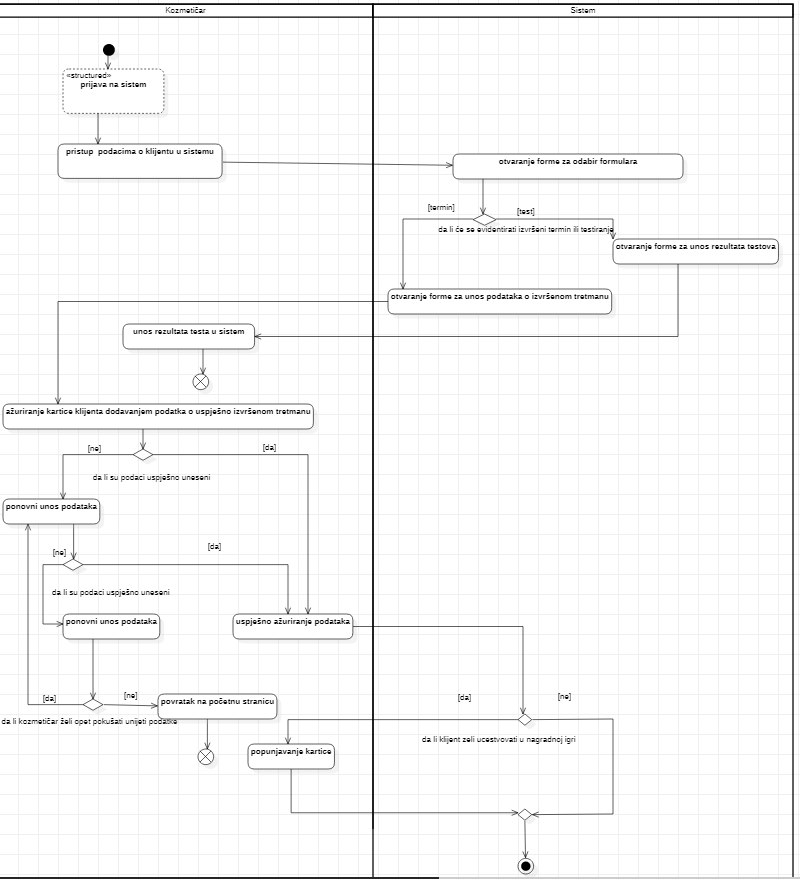 Kozmetičar
Sistem
«structured»
prijava na sistem
pristup podacima o klijentu u sistemu
otvaranje forme za odabir formulara
[termin]
[test]
da li će se evidentirati izvršeni termin ili testiranje
otvaranje forme za unos rezultata testova
otvaranje forme za unos podataka o izvršenom tretmanu
unos rezultata testa u sistem
ažuriranje kartice klijenta dodavanjem podatka o uspješno izvršenom tretmanu
[ne]
[da]
da li su podaci uspješno uneseni
ponovni unos podataka
[da]
[ne]
da li su podaci uspješno uneseni
ponovni unos podataka
uspješno ažuriranje podataka
[da]
[ne]
povratak na početnu stranicu
[da]
[ne]
da li kozmetičar želi opet pokušati unijeti podatke
da li klijent zeli ucestvovati u nagradnoj igri
popunjavanje kartice